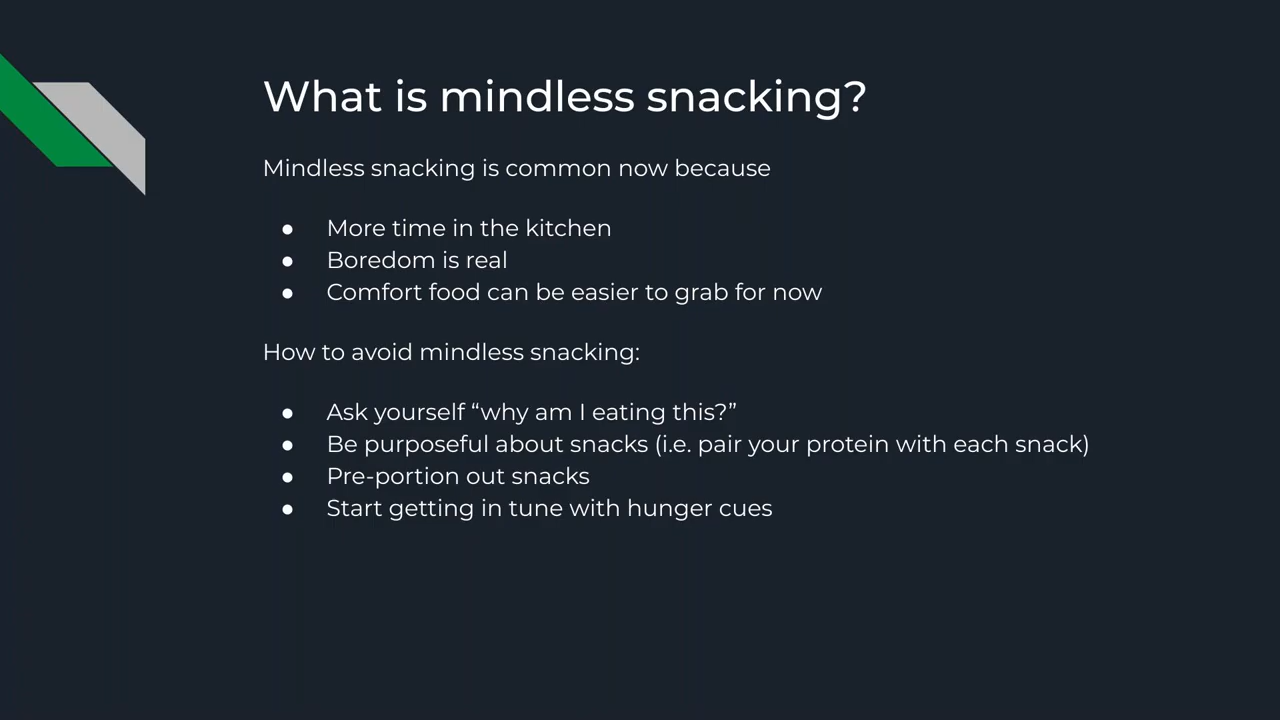 What is mindless snacking?
Mindless snacking is common now because
● More time in the kitchen
● Boredom is real
● Comfort food can be easier to grab for now
How to avoid mindless snacking:
● Ask yourself “why am I eating this?”
● Be purposeful about snacks (i.e. pair your protein with each snack)
● Pre-portion out snacks
● Start getting in tune with hunger cues